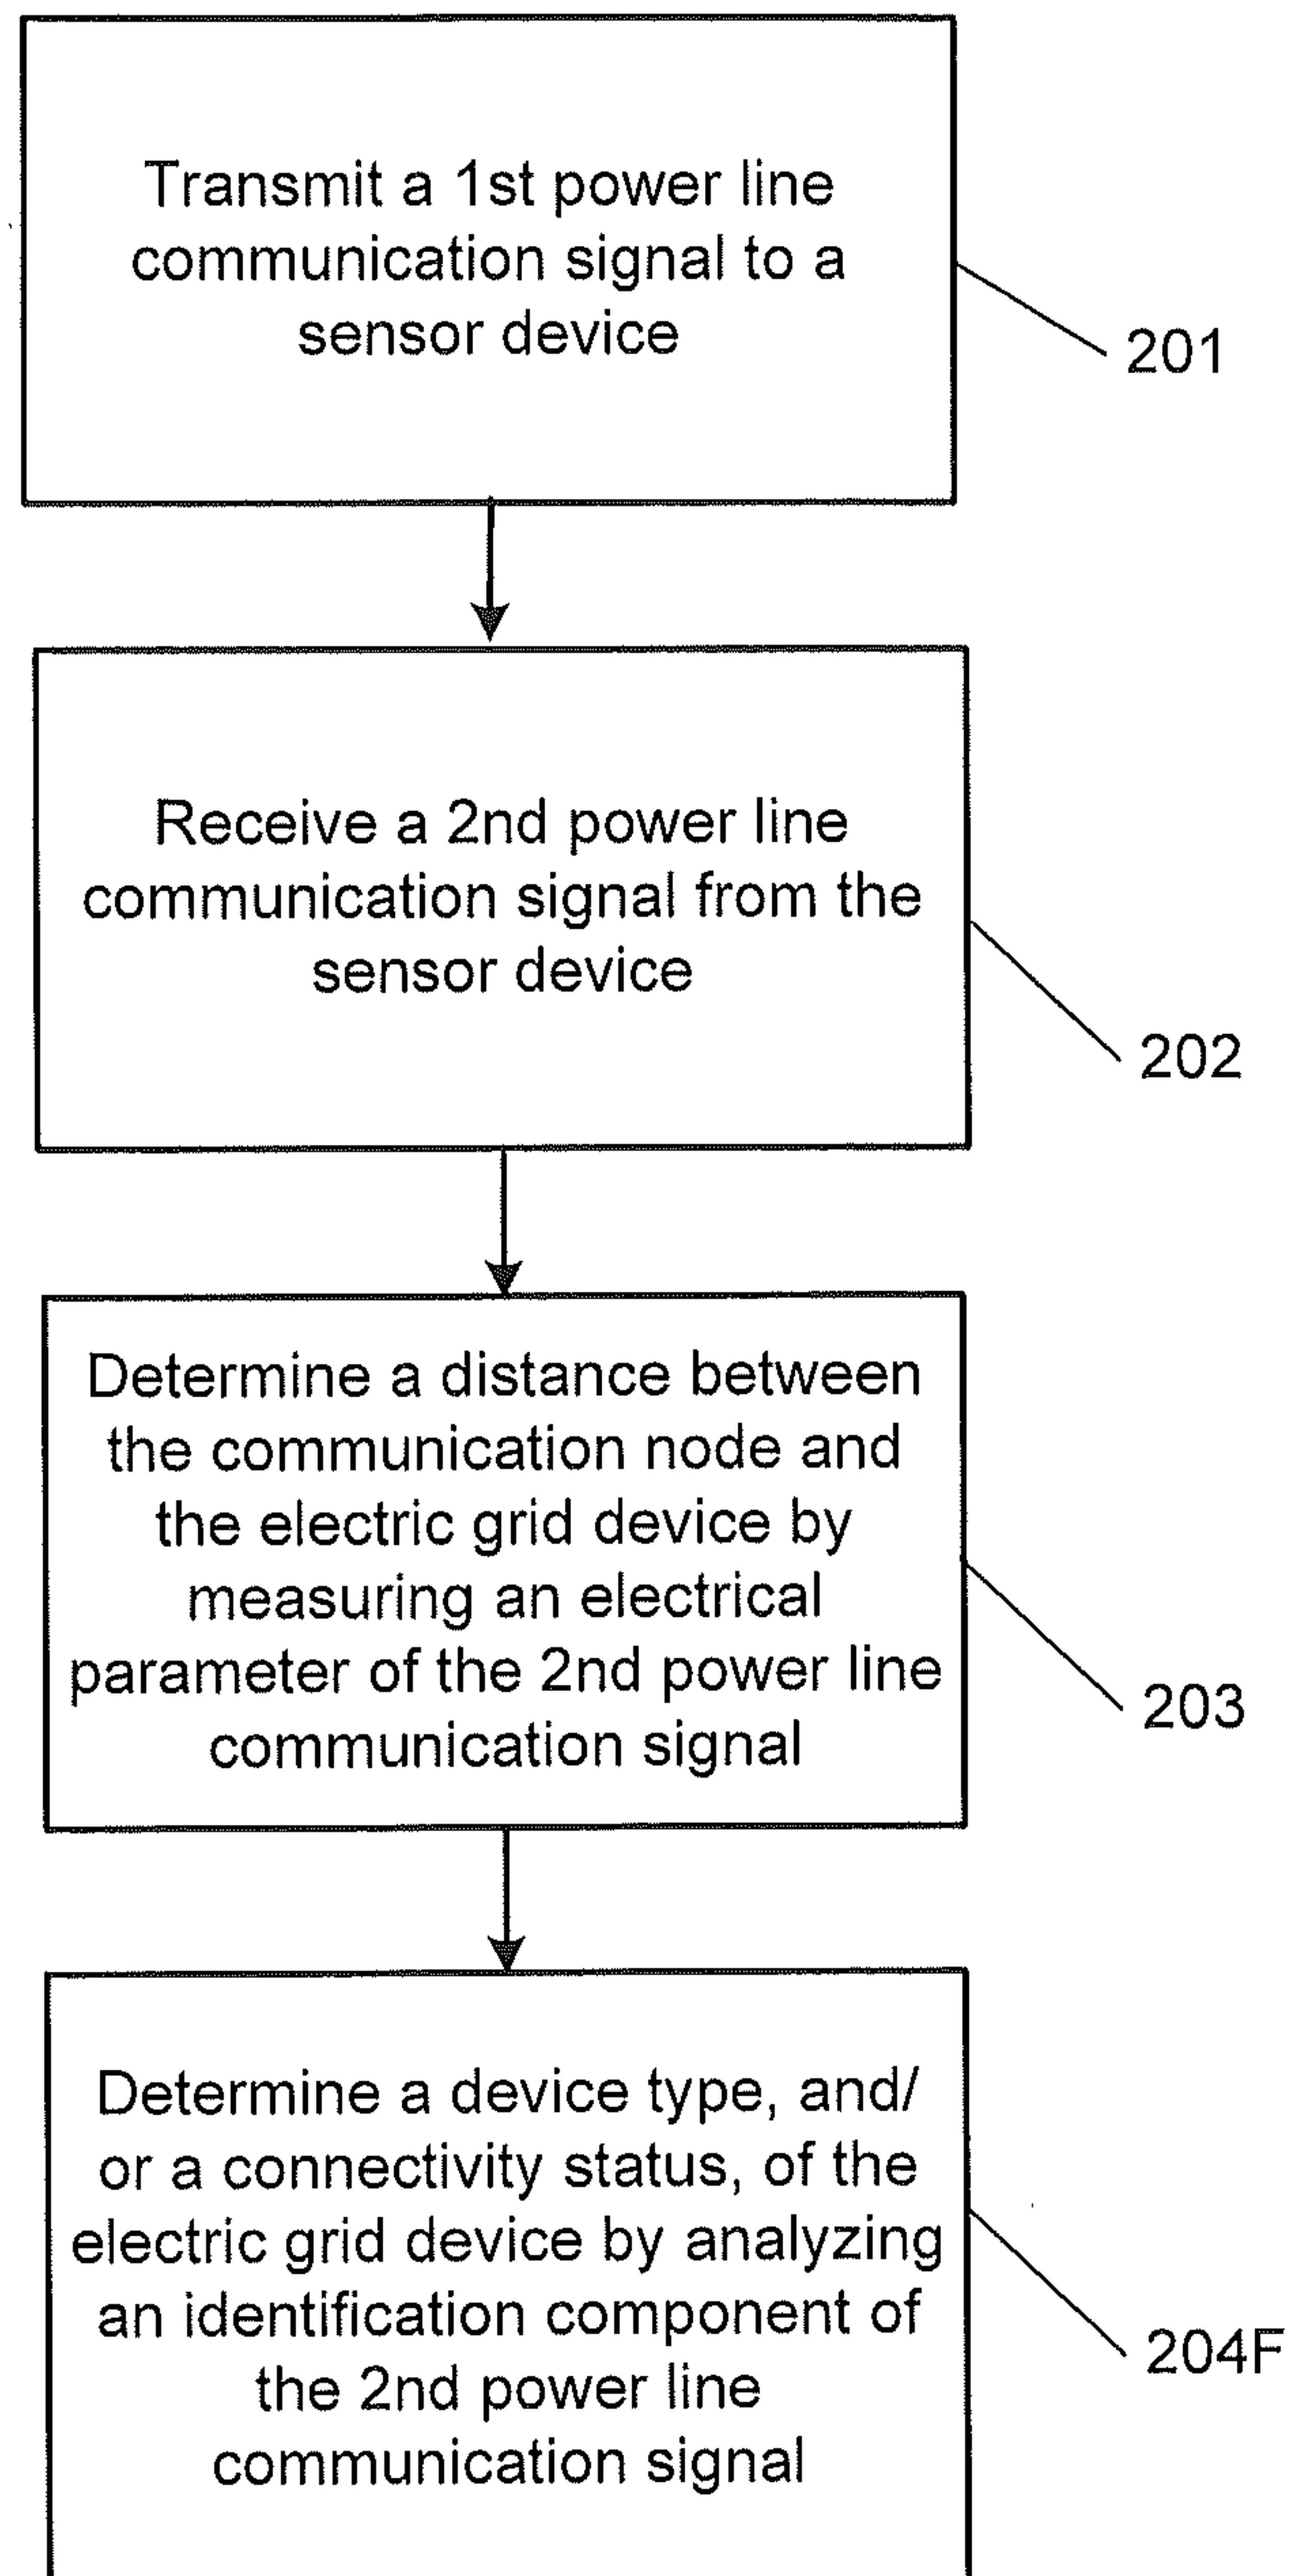 Transmit a 1st power line
communication signal to a
sensor device
201
Receive a 2nd power line
communication signal from the
sensor device
202
Determine a distance between
the communication node and
the electric grid device by
measuring an electrical
parameter of the 2nd power line
communication signal
203
Determine a device type, and/
or a connectivity status, of the
electric grid device by analyzing
an identification component of
the 2nd power line
communication signal
204F